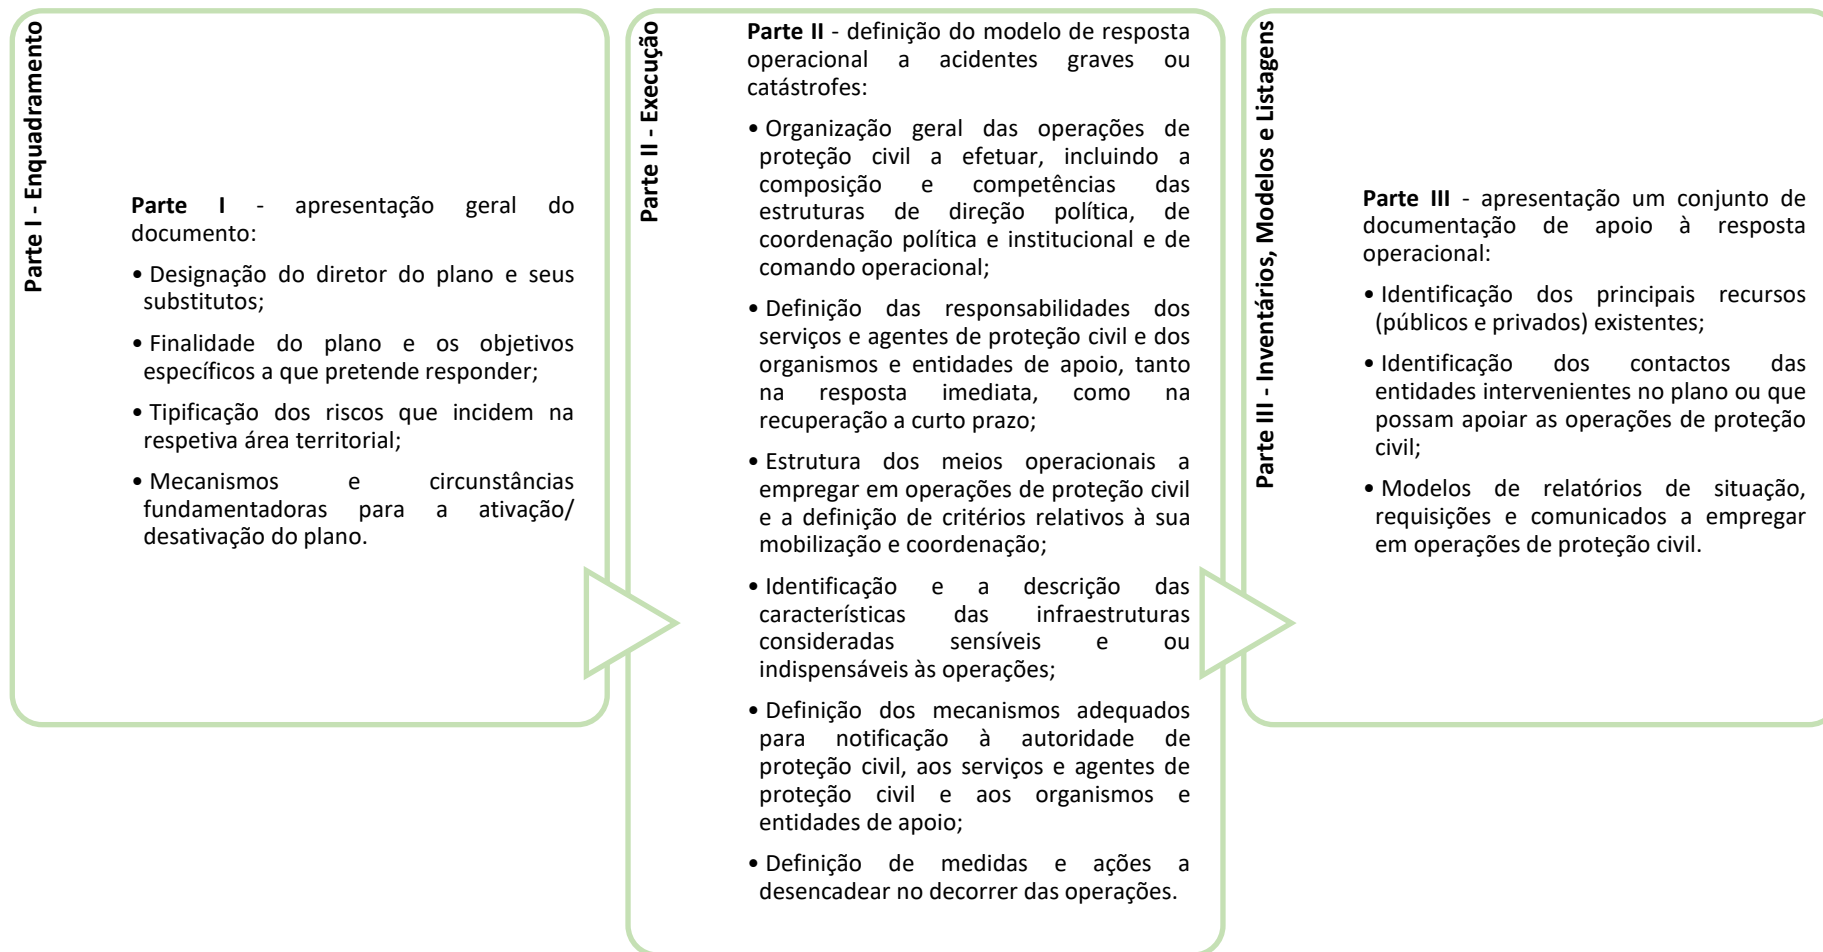 Parte I - Enquadramento
Parte I - apresentação geral do
documento:
• Designação do diretor do plano e seus
substitutos;
• Finalidade do plano e os objetivos
específicos a que pretende responder;
• Tipificação dos riscos que incidem na
respetiva área territorial;
• Mecanismos e circunstâncias
fundamentadoras para a ativação/
desativação do plano.
Parte II - Execução
Parte II - definição do modelo de resposta
operacional a acidentes graves ou
catástrofes:
• Organização geral das operações de
proteção civil a efetuar, incluindo a
composição e competências das
estruturas de direção política, de
coordenação política e institucional e de
comando operacional;
• Definição das responsabilidades dos
serviços e agentes de proteção civil e dos
organismos e entidades de apoio, tanto
na resposta imediata, como na
recuperação a curto prazo;
• Estrutura dos meios operacionais a
empregar em operações de proteção civil
e a definição de critérios relativos à sua
mobilização e coordenação;
• Identificação e a descrição das
características das infraestruturas
consideradas sensíveis e ou
indispensáveis às operações;
• Definição dos mecanismos adequados
para notificação à autoridade de
proteção civil, aos serviços e agentes de
proteção civil e aos organismos e
entidades de apoio;
• Definição de medidas e ações a
desencadear no decorrer das operações.
Parte III - Inventários, Modelos e Listagens
Parte III - apresentação um conjunto de
documentação de apoio à resposta
operacional:
• Identificação dos principais recursos
(públicos e privados) existentes;
• Identificação dos contactos das
entidades intervenientes no plano ou que
possam apoiar as operações de proteção
civil;
• Modelos de relatórios de situação,
requisições e comunicados a empregar
em operações de proteção civil.